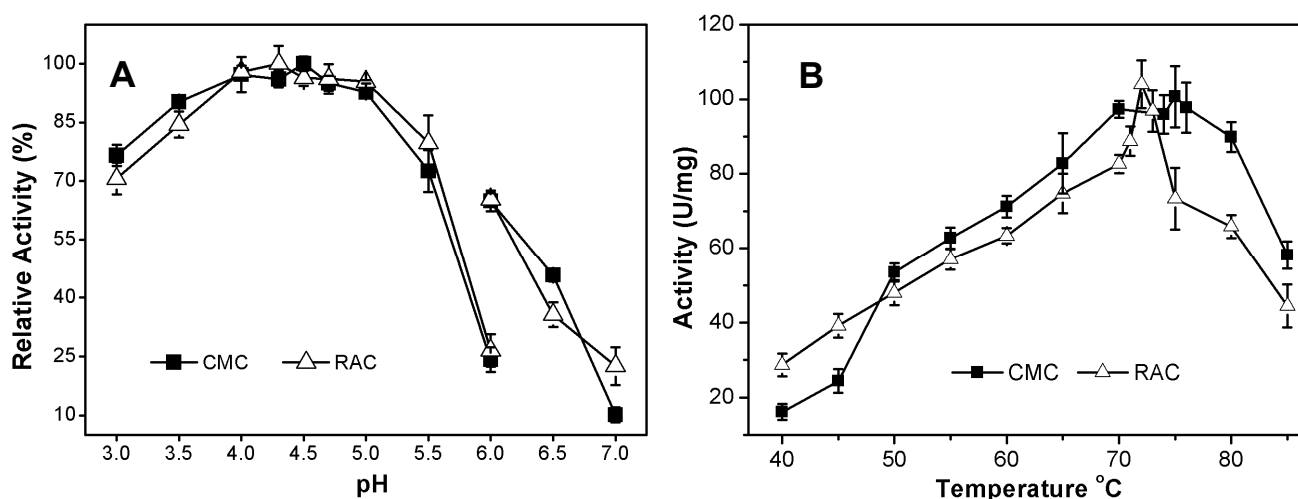 A
Relative Activity (%)
100
85
70
55
40
25
10
CMC RAC
3.0 3.5 4.0 4.5 5.0 5.5 6.0 6.5 7.0
pH
B
Activity (U/mg)
120
100
80
60
40
20
CMC RAC
40 50 60 70 80
Temperature °C